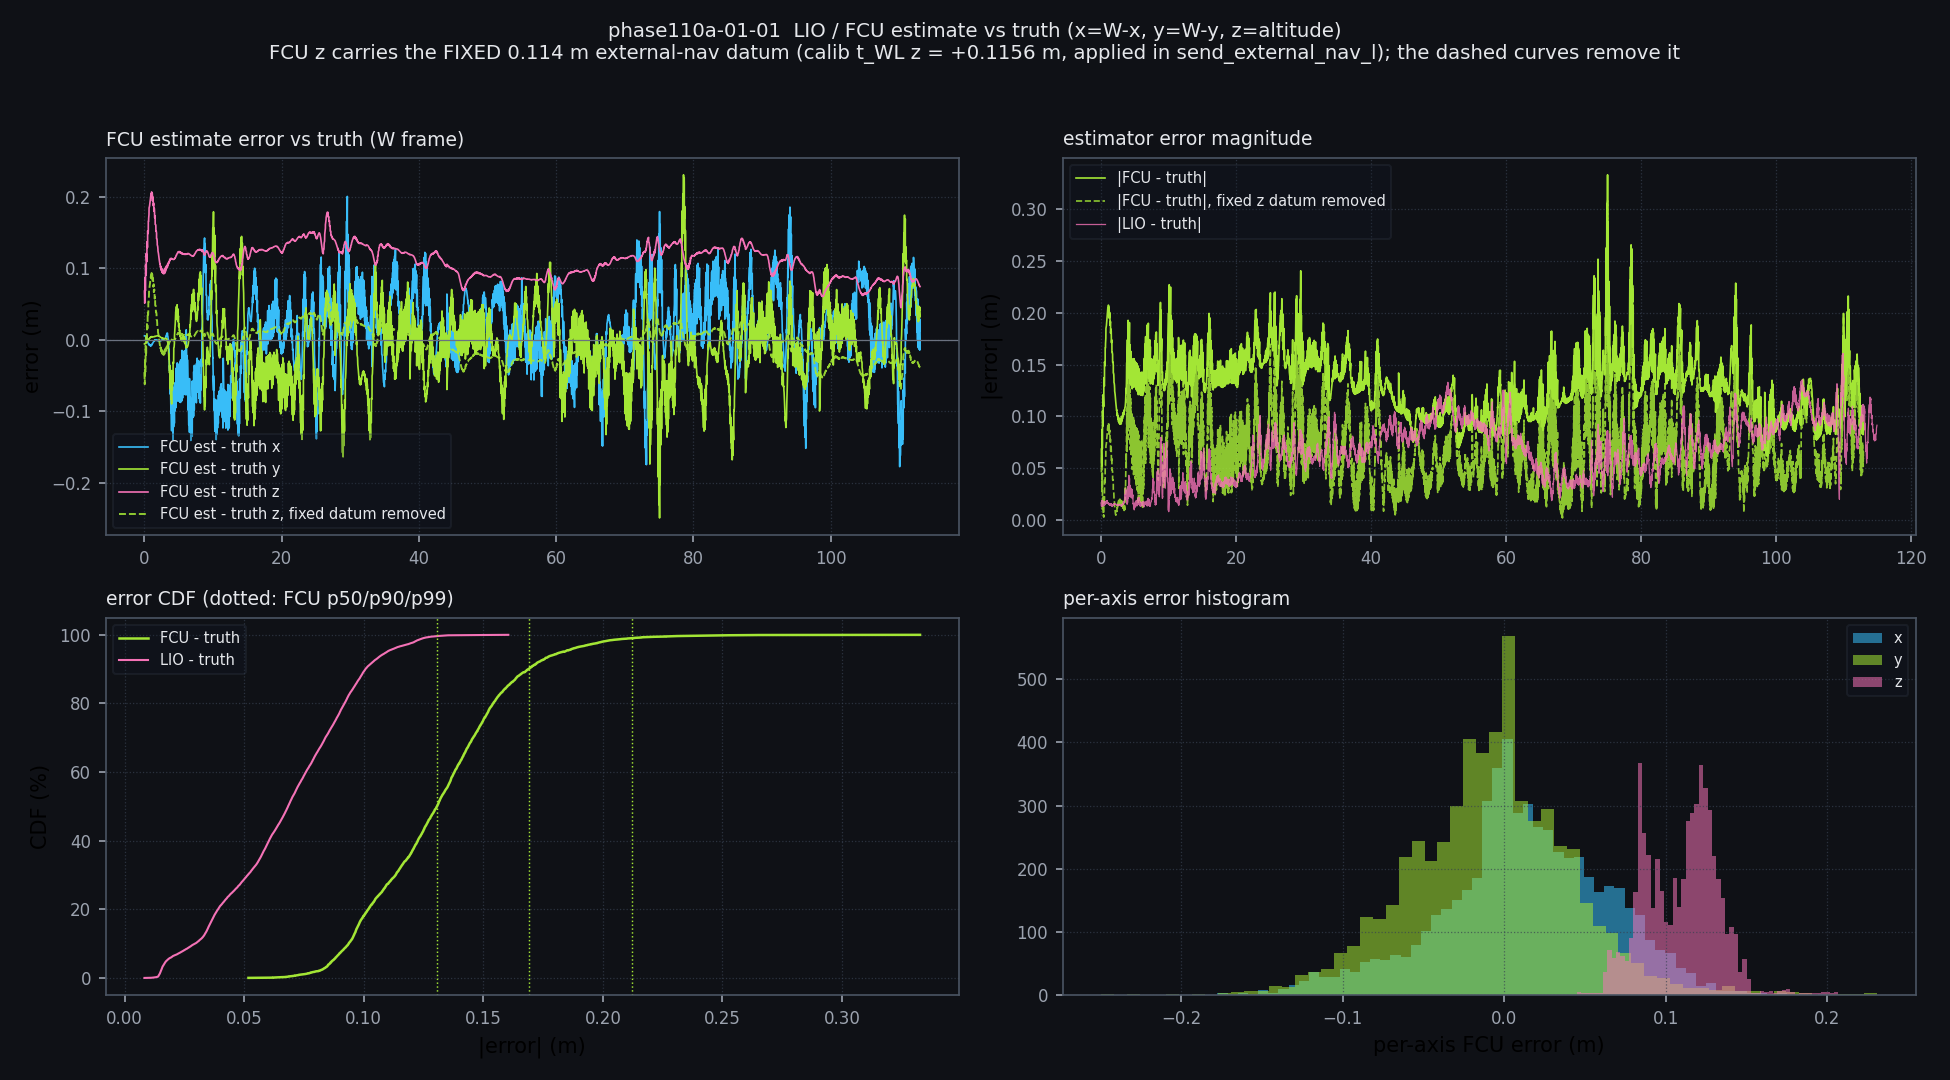 phase110a-01-01  LIO / FCU estimate vs truth (x=W-x, y=W-y, z=altitude)
FCU z carries the FIXED 0.114 m external-nav datum (calib t_WL z = +0.1156 m, applied in send_external_nav_l); the dashed curves remove it
FCU estimate error vs truth (W frame)
error (m)
0.2
0.1
0.0
−0.1
−0.2
FCU est - truth x
FCU est - truth y
FCU est - truth z
FCU est - truth z, fixed datum removed
0 20 40 60 80 100
estimator error magnitude
|error| (m)
0.30
0.25
0.20
0.15
0.10
0.05
0.00
|FCU - truth|
|FCU - truth|, fixed z datum removed
|LIO - truth|
0 20 40 60 80 100 120
error CDF (dotted: FCU p50/p90/p99)
CDF (%)
100
80
60
40
20
0
FCU - truth
LIO - truth
0.00 0.05 0.10 0.15 0.20 0.25 0.30
|error| (m)
per-axis error histogram
500
400
300
200
100
0
x
y
z
−0.2 −0.1 0.0 0.1 0.2
per-axis FCU error (m)